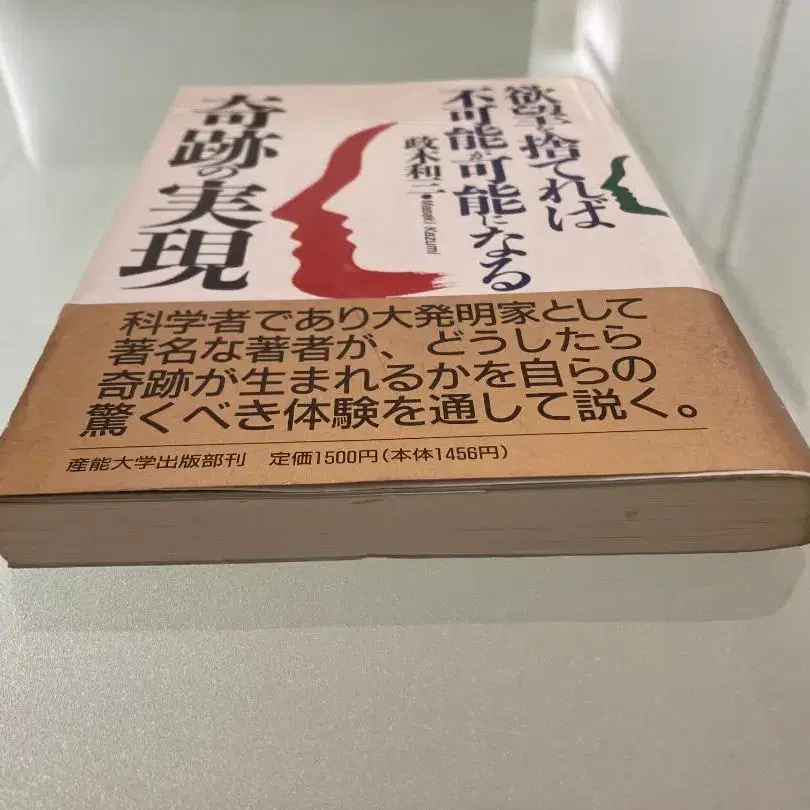 欲望を捨てれば
不可能が可能になる
政木和三
●Masaki Kazumi
奇跡の実現
科学者であり大発明家として
著名な著者が、どうしたら
奇跡が生まれるかを自らの
驚くべき体験を通して説く。
産能大学出版部刊 定価1500円(本体1456円)